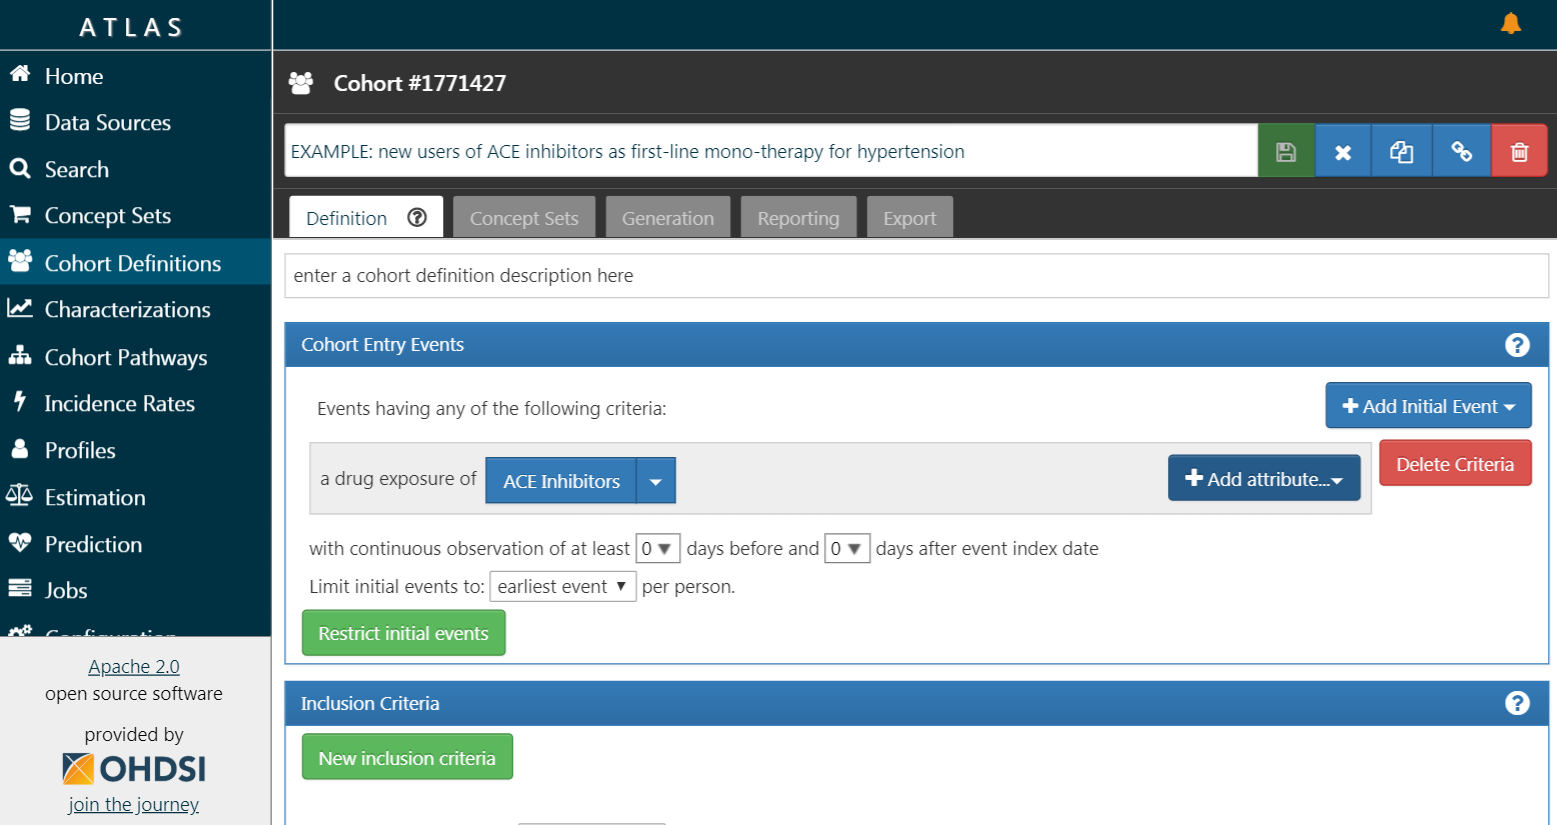 ATLAS
Home
Data Sources
Search
Concept Sets
Cohort Definitions
Characterizations
Cohort Pathways
Incidence Rates
Profiles
Estimation
Prediction
Jobs
Configuration
Apache 2.0
open source software
provided by
OHDSI
join the journey
Cohort #1771427
EXAMPLE: new users of ACE inhibitors as first-line mono-therapy for hypertension
Definition ? Concept Sets Generation Reporting Export
enter a cohort definition description here
Cohort Entry Events ?
Events having any of the following criteria: + Add Initial Event
a drug exposure of ACE Inhibitors + Add attribute... Delete Criteria
with continuous observation of at least 0 days before and 0 days after event index date
Limit initial events to: earliest event per person.
Restrict initial events
Inclusion Criteria ?
New inclusion criteria